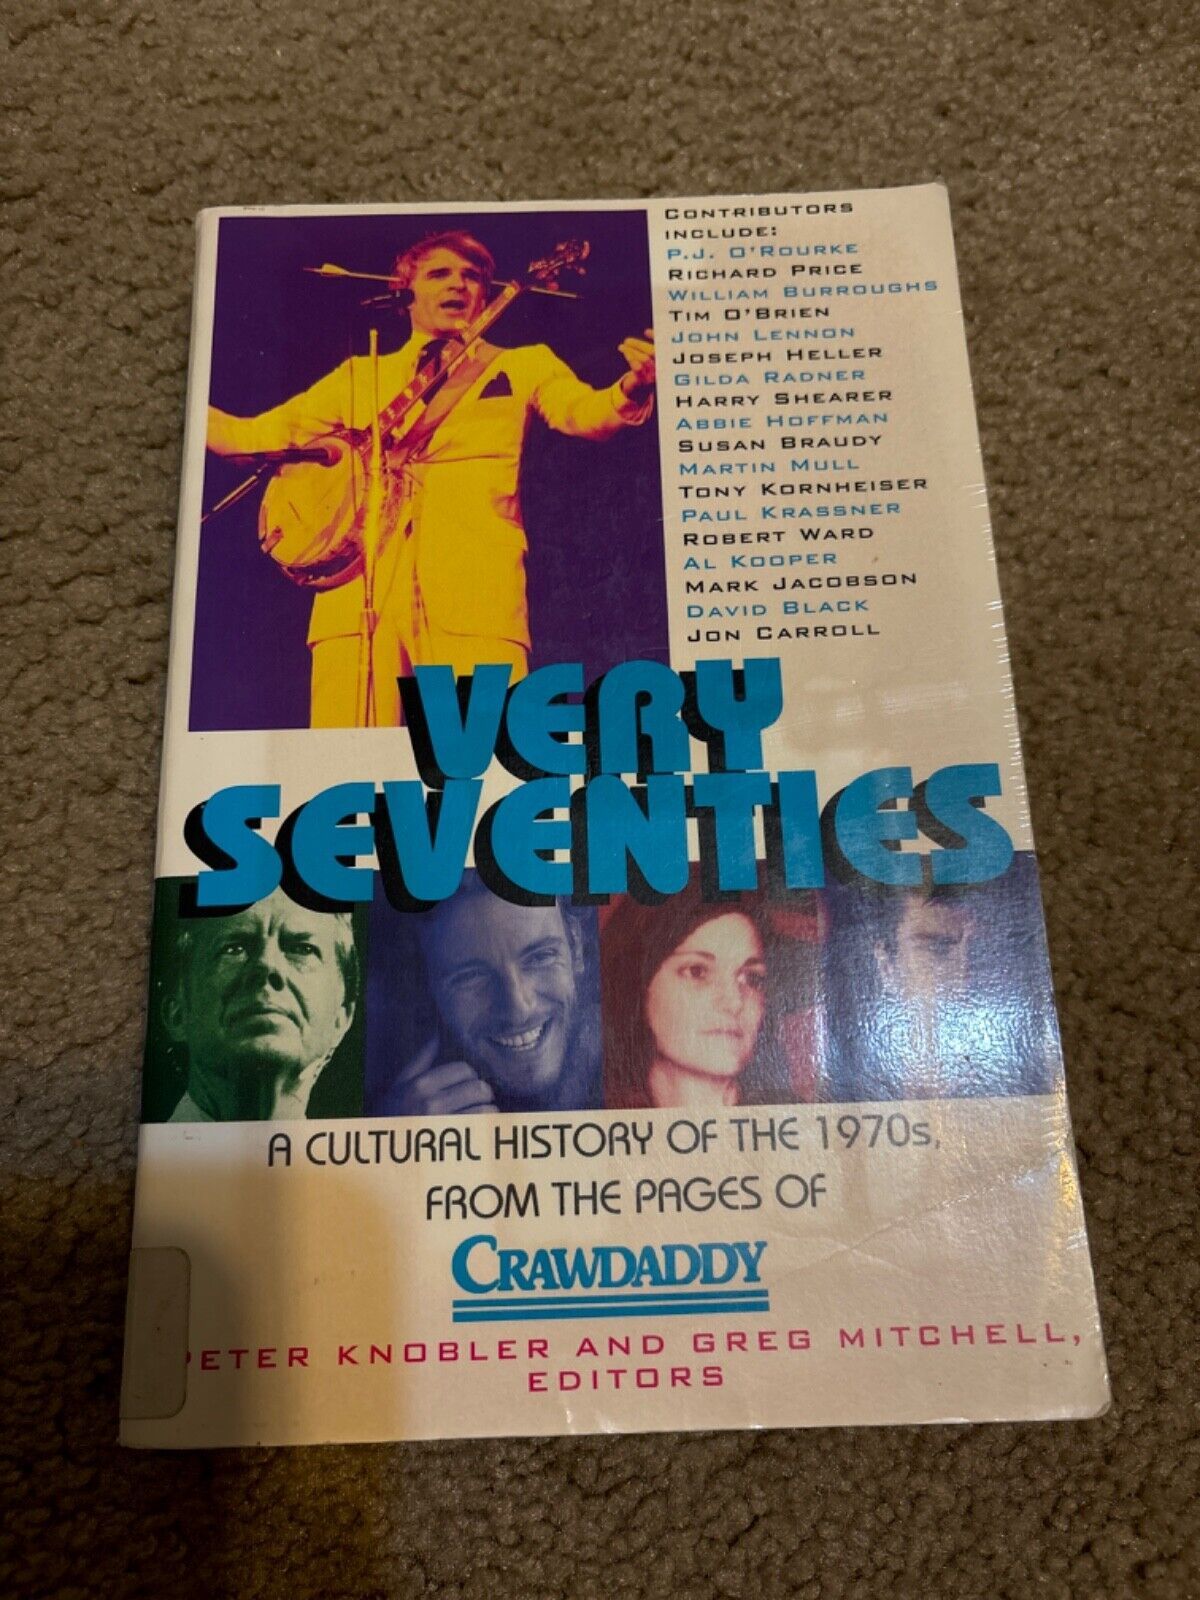 CONTRIBUTORS
INCLUDE:
P.J. O'ROURKE
RICHARD PRICE
WILLIAM BURROUGHS
TIM O'BRIEN
JOHN LENNON
JOSEPH HELLER
GILDA RADNER
HARRY SHEARER
ABBIE HOFFMAN
SUSAN BRAUDY
MARTIN MULL
TONY KORNHEISER
PAUL KRASSNER
ROBERT WARD
AL KOOPER
MARK JACOBSON
DAVID BLACK
JON CARROLL
VERY
SEVENTIES
A CULTURAL HISTORY OF THE 1970s,
FROM THE PAGES OF
CRAWDADDY
PETER KNOBLER AND GREG MITCHELL,
EDITORS